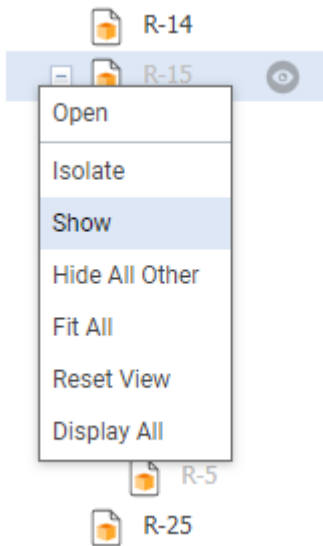 R-14
R-15
Open
Isolate
Show
Hide All Other
Fit All
Reset View
Display All
R-5
R-25